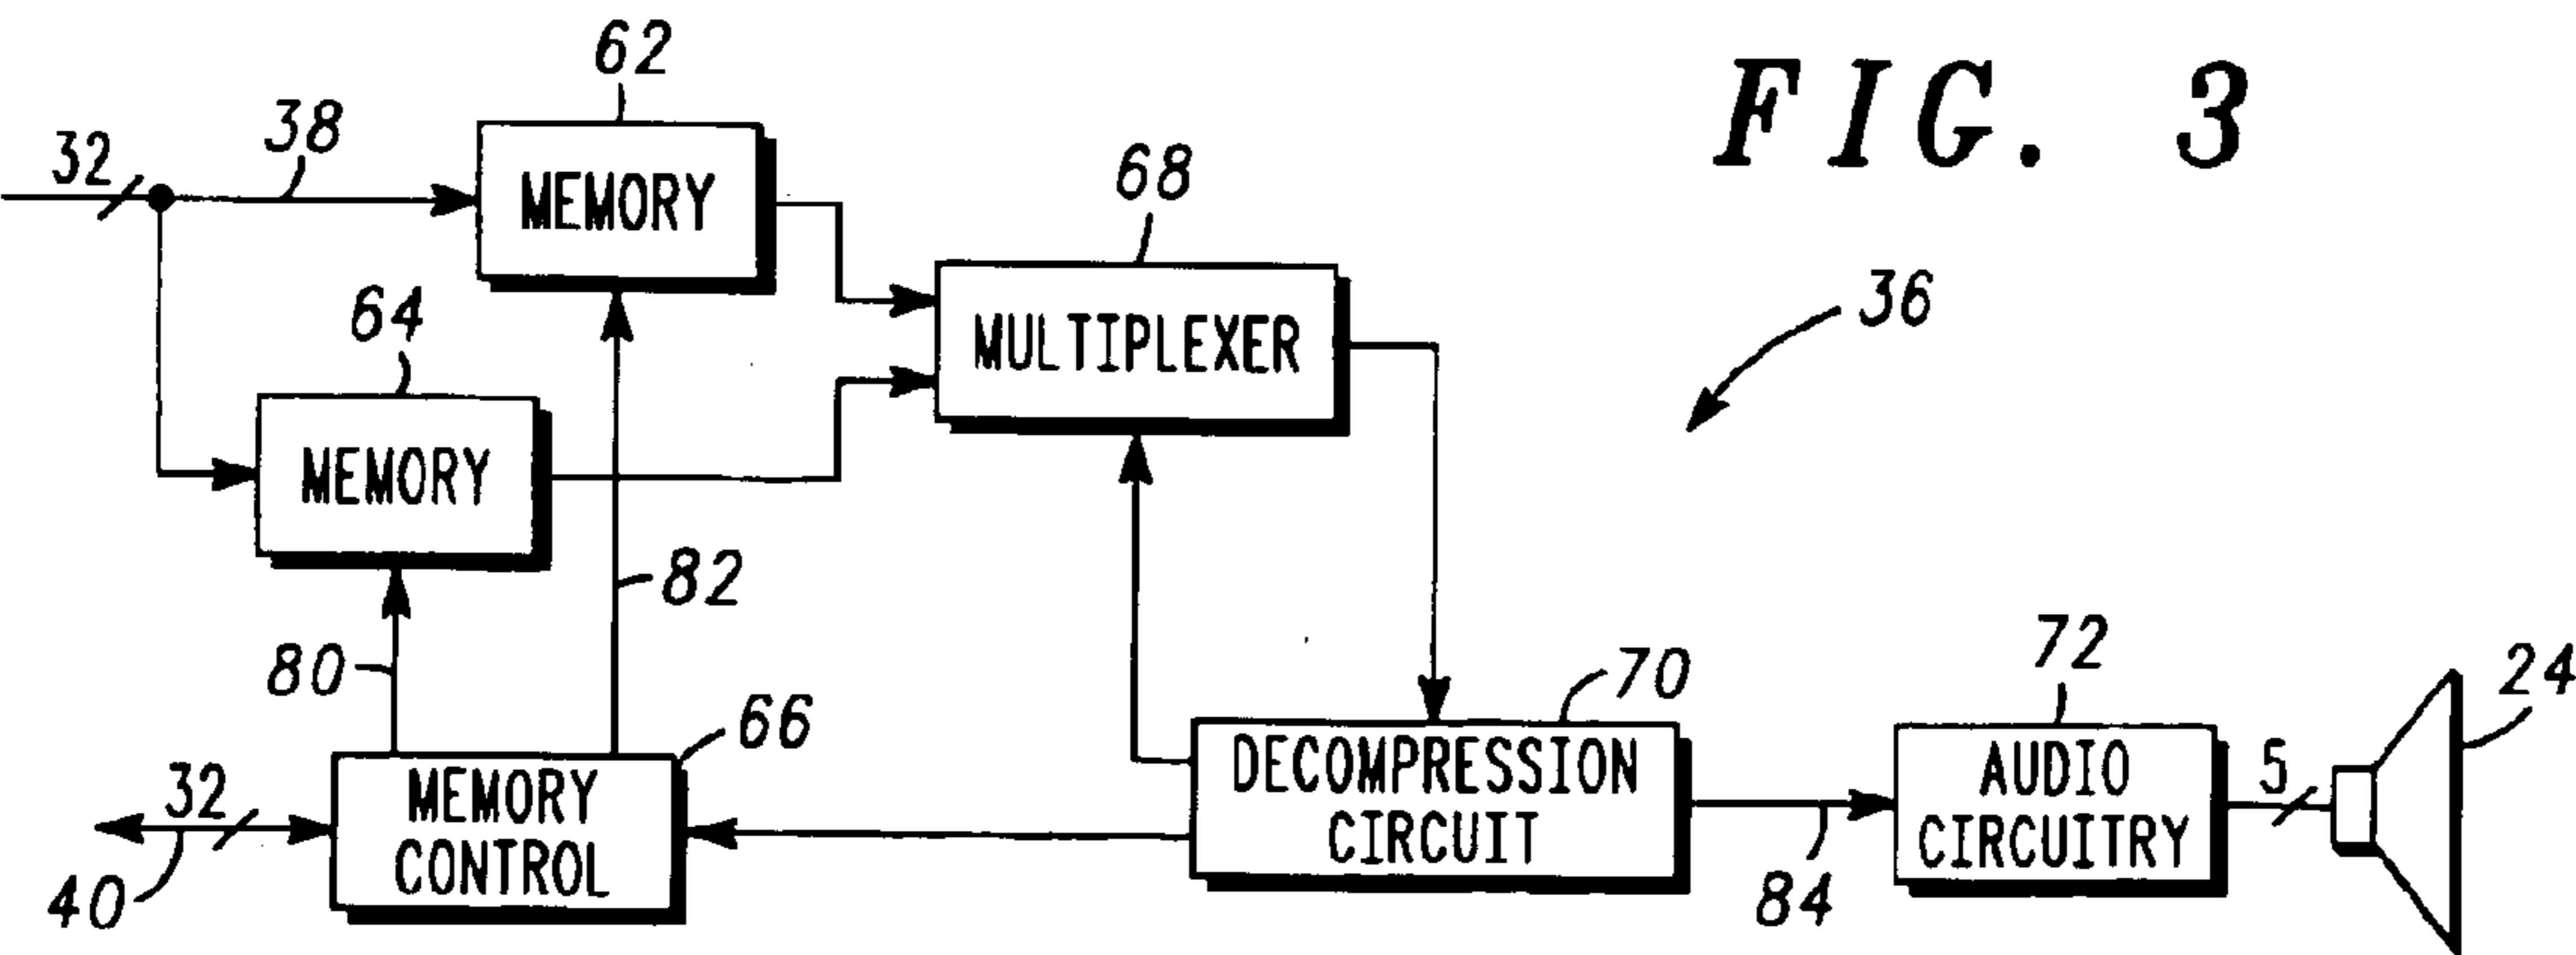 FIG. 3
62
38
32
MEMORY
68
64
MULTIPLEXER
36
MEMORY
82
80
66
70
72
24
32
MEMORY
CONTROL
DECOMPRESSION
CIRCUIT
AUDIO
CIRCUITRY
5
40
84